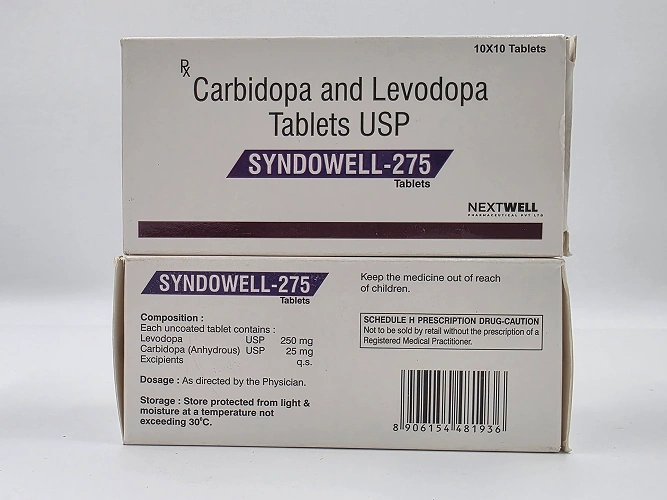 10X10 Tablets
Rx
Carbidopa and Levodopa
Tablets USP
SYNDOWELL-275
Tablets
NEXTWELL
PHARMACEUTICAL PVT LTD
SYNDOWELL-275
Tablets
Composition :
Each uncoated tablet contains :
Levodopa USP 250 mg
Carbidopa (Anhydrous) USP 25 mg
Excipients q.s.
Dosage : As directed by the Physician.
Storage : Store protected from light &
moisture at a temperature not
exceeding 30°C.
Keep the medicine out of reach
of children.
SCHEDULE H PRESCRIPTION DRUG-CAUTION
Not to be sold by retail without the prescription of a
Registered Medical Practitioner.
8 906154 481936